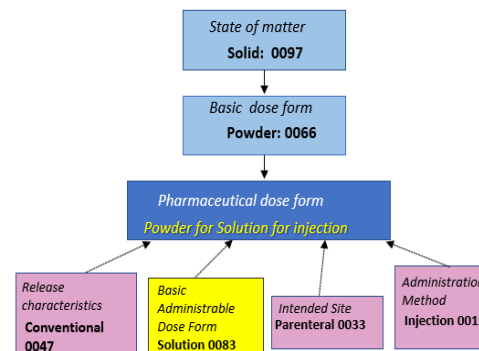 State of matter
Solid: 0097
Basic dose form
Powder: 0066
Pharmaceutical dose form
Powder for Solution for injection
Release
characteristics
Conventional
0047
Basic
Administrable
Dose Form
Solution 0083
Intended Site
Parenteral 0033
Administration
Method
Injection